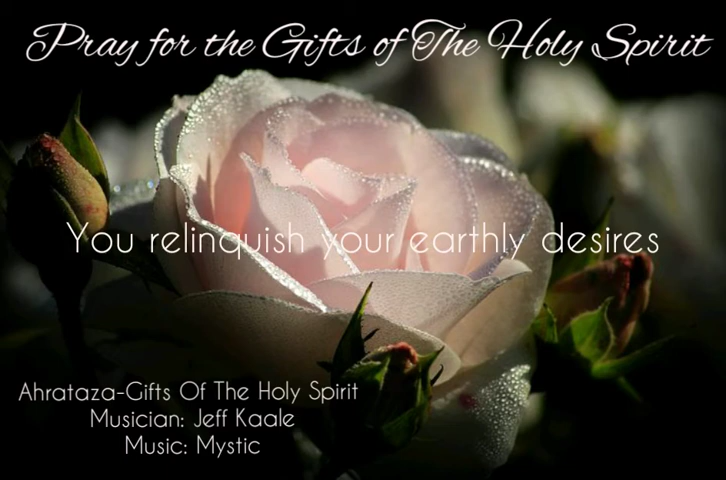 Pray for the Gifts of The Holy Spirit
You relinquish your earthly desires
Ahrataza-Gifts Of The Holy Spirit
Musician: Jeff Kaale
Music: Mystic